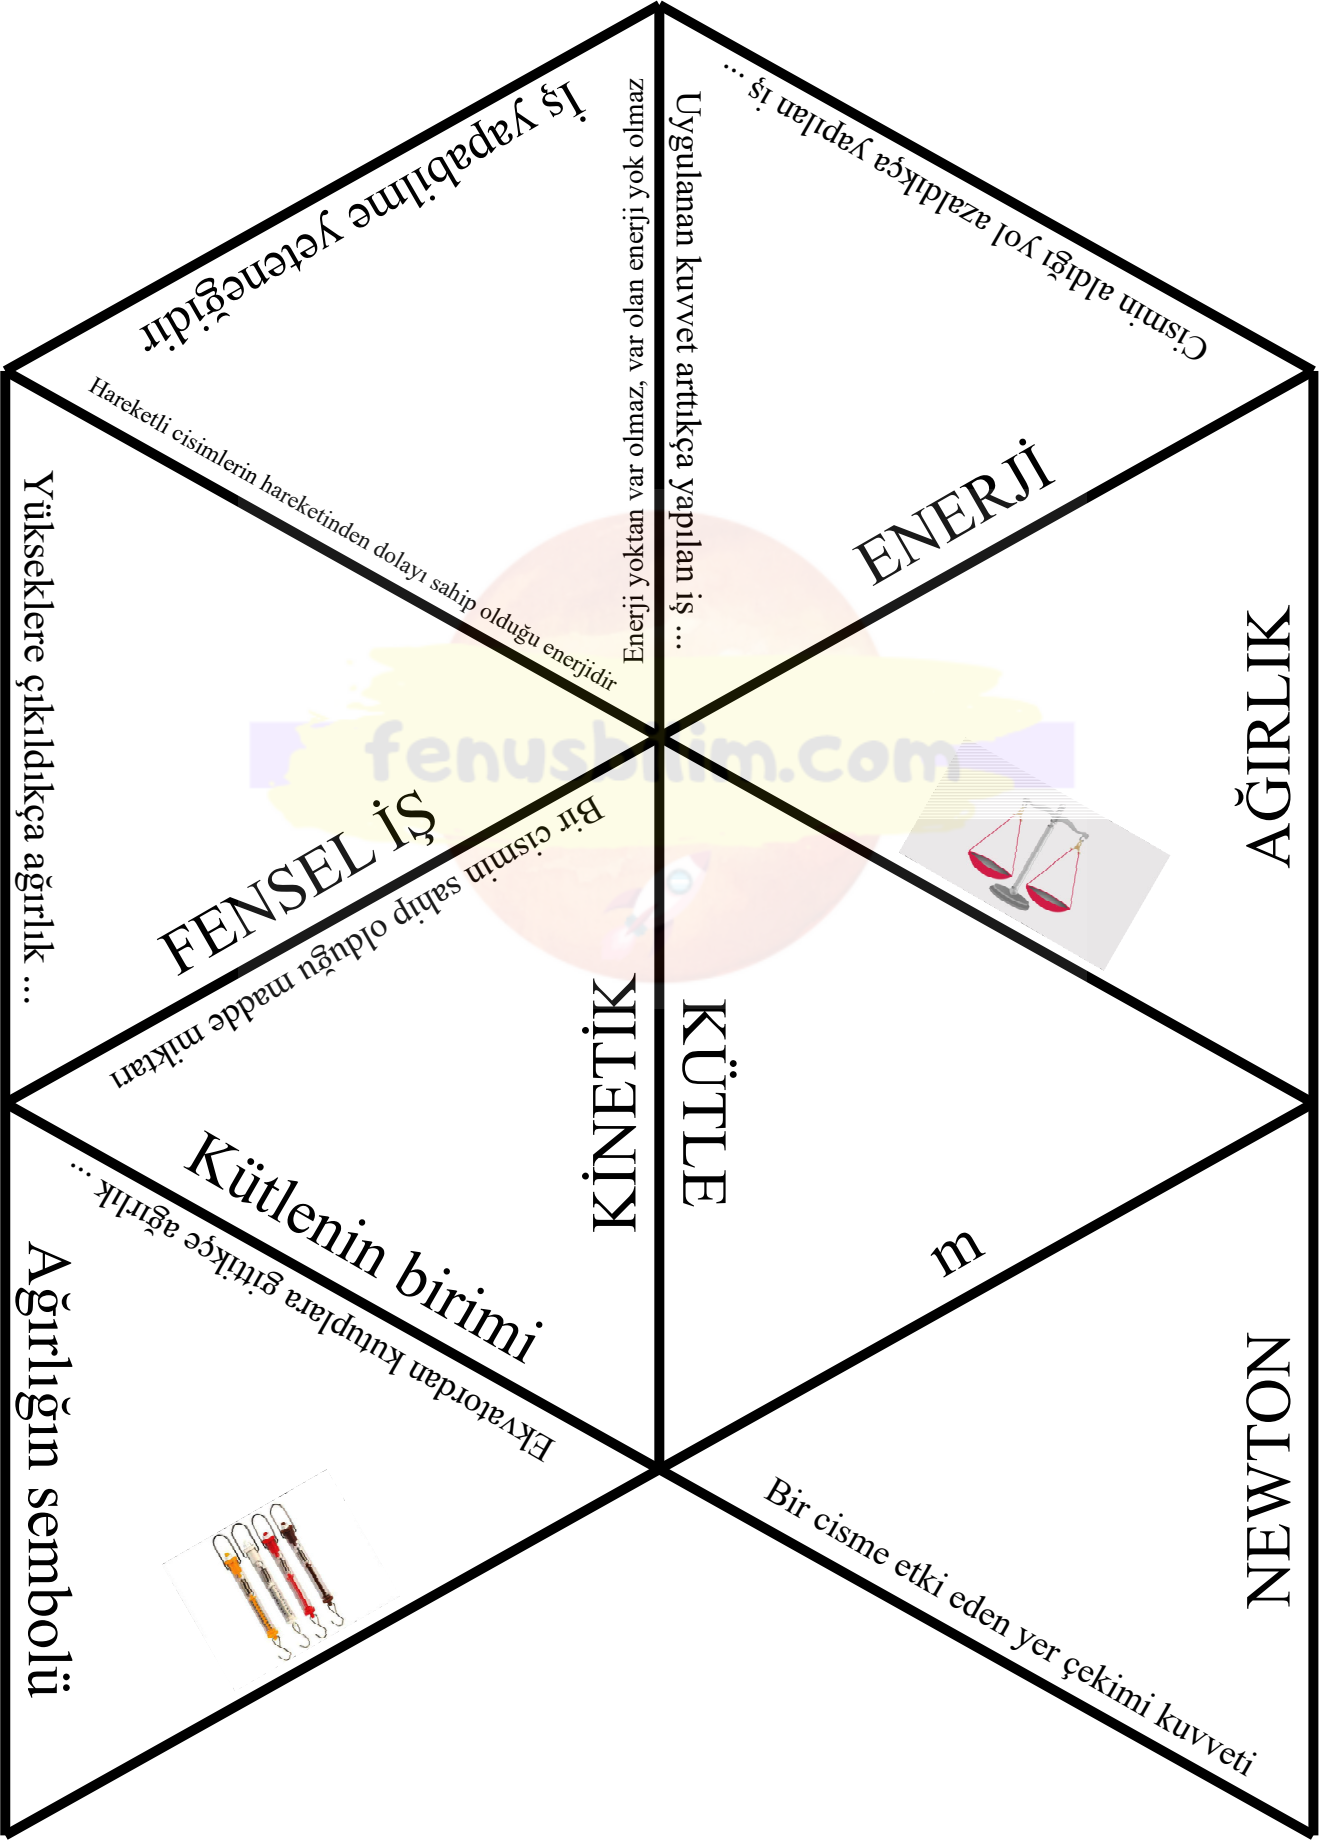 İş yapabilme yeteneğidir
Enerji yoktan var olmaz, var olan enerji yok olmaz
Uygulanan kuvvet arttıkça yapılan iş ...
Cismin aldığı yol azaldıkça yapılan iş ...
Hareketli cisimlerin hareketinden dolayı sahip olduğu enerjidir
ENERJİ
Yükseklere çıkıldıkça ağırlık ...
AĞIRLIK
fenusbilim.com
FENSEL İŞ
Bir cismin sahip olduğu madde miktarı
KİNETİK
KÜTLE
Kütlenin birimi
Ekvatordan kutuplara gittikçe ağırlık ...
m
Ağırlığın sembolü
NEWTON
Bir cisme etki eden yer çekimi kuvveti